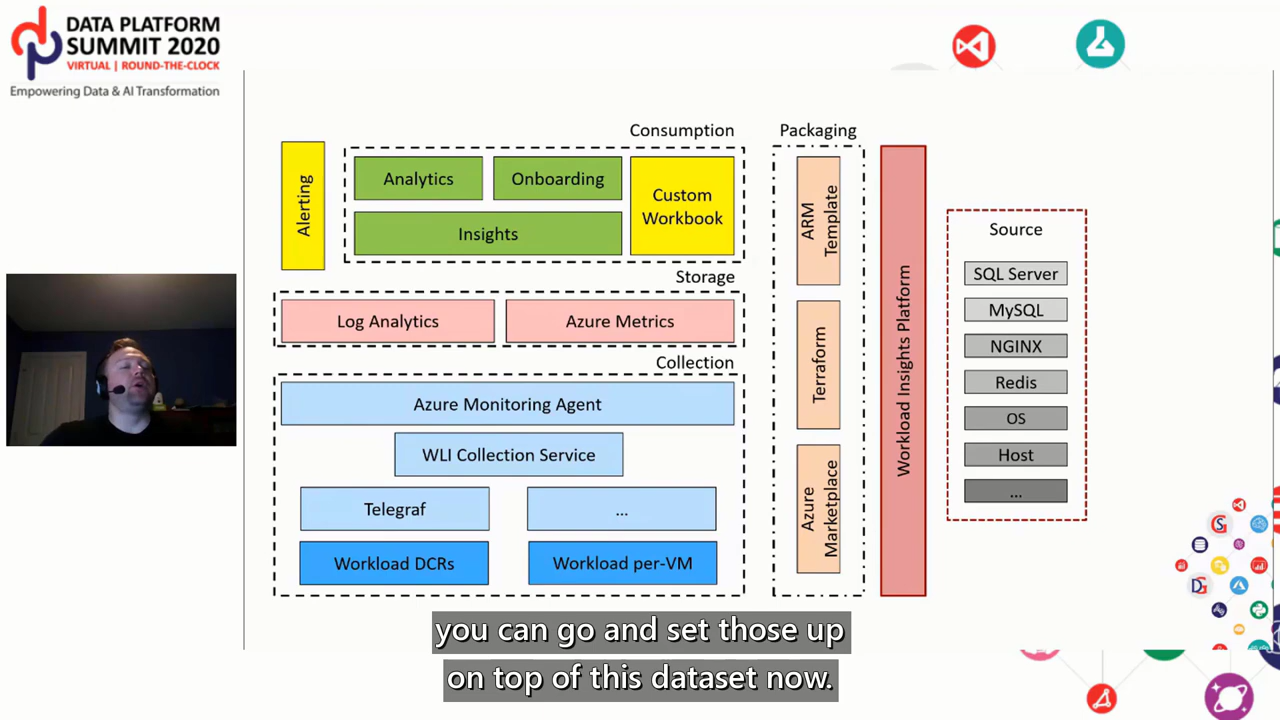 DATA PLATFORM
SUMMIT 2020
VIRTUAL | ROUND-THE-CLOCK
Empowering Data & AI Transformation
Consumption
Alerting
Analytics
Onboarding
Custom
Workbook
Insights
Storage
Log Analytics
Azure Metrics
Collection
Azure Monitoring Agent
WLI Collection Service
Telegraf
...
Workload DCRs
Workload per-VM
Packaging
ARM
Template
Terraform
Azure
Marketplace
Workload Insights Platform
Source
SQL Server
MySQL
NGINX
Redis
OS
Host
...
you can go and set those up
on top of this dataset now.